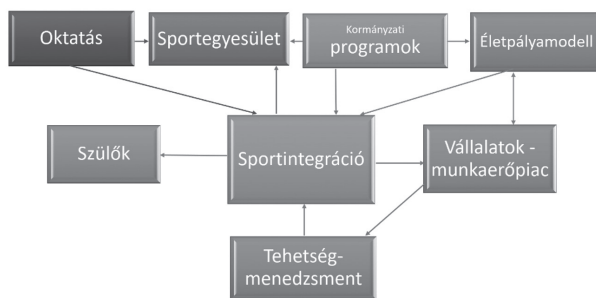 Oktatás
Sportegyesület
Kormányzati
programok
Életpályamodell
Szülők
Sportintegráció
Vállalatok -
munkaerőpiac
Tehetség-
menedzsment